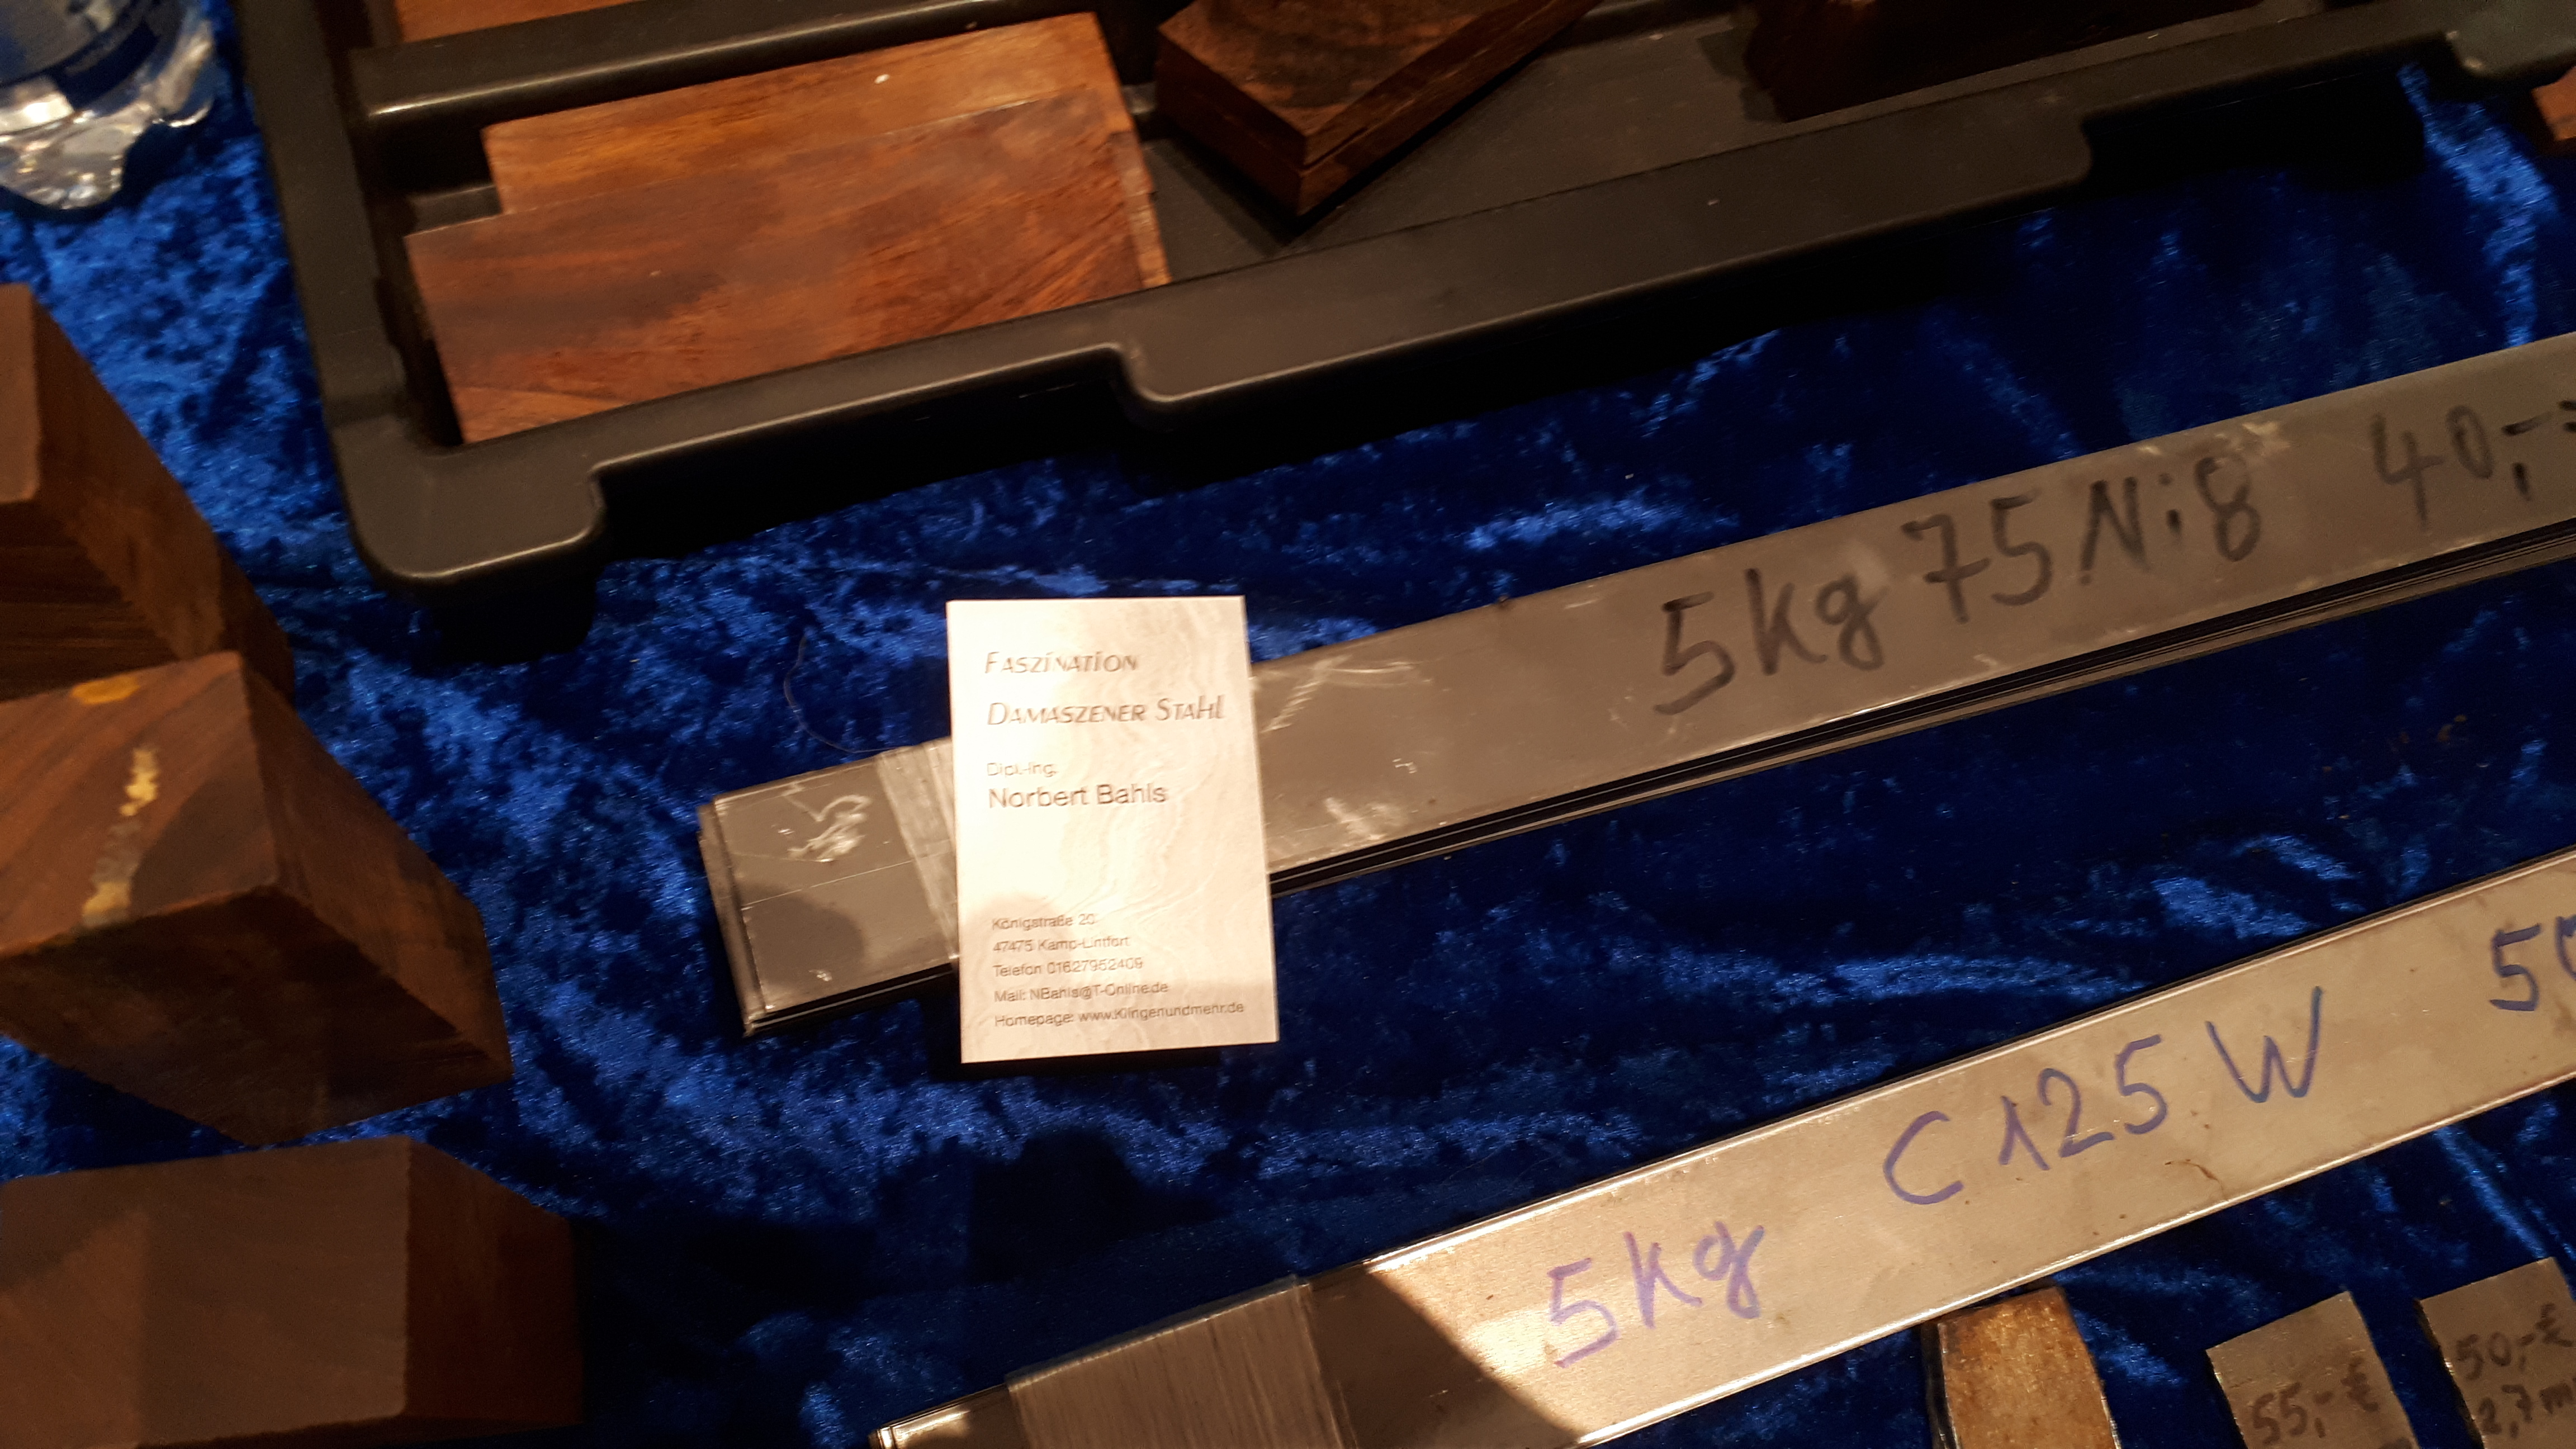 5kg 75Ni8 40,-
FASZINATION
DAMASZENER STAHL
Dipl.-Ing.
Norbert Bahls
Königstraße 20
47475 Kamp-Lintfort
Telefon 01627952409
Mail: NBahls@T-Online.de
Homepage: www.Klingenundmehr.de
5kg C125W
55,-€
50,-€